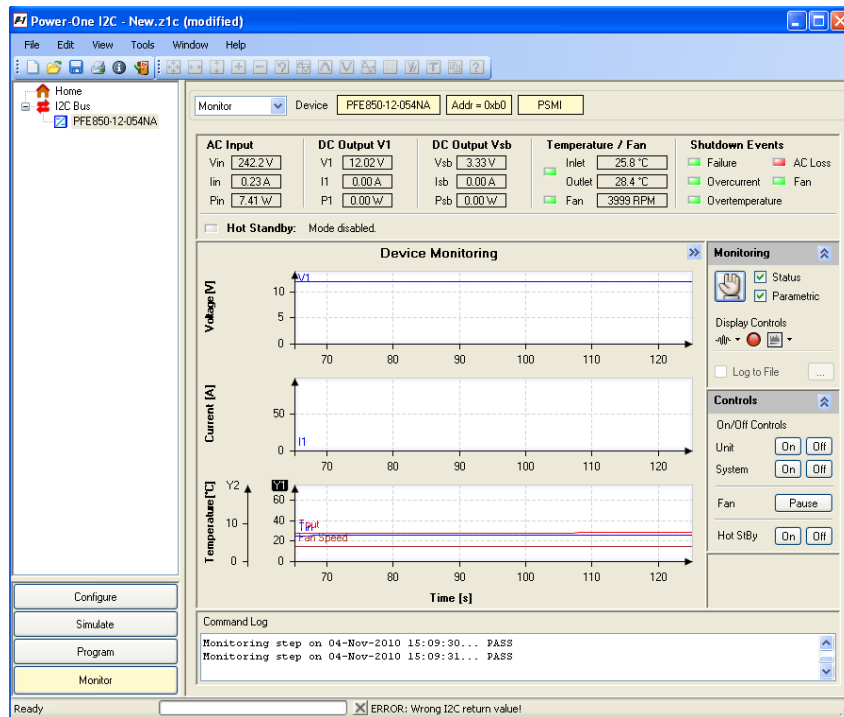 Power-One I2C - New.z1c (modified)
File Edit View Tools Window Help
Home
I2C Bus
PFE850-12-054NA
Monitor Device PFE850-12-054NA Addr = 0xb0 PSMI
AC Input DC Output V1 DC Output Vsb Temperature / Fan Shutdown Events
Vin 242.2 V V1 12.02 V Vsb 3.33 V Inlet 25.8 °C Failure AC Loss
Iin 0.23 A I1 0.00 A Isb 0.00 A Outlet 28.4 °C Overcurrent Fan
Pin 7.41 W P1 0.00 W Psb 0.00 W Fan 3999 RPM Overtemperature
Hot Standby: Mode disabled.
Device Monitoring
Voltage [V]
V1
10
5
0
70 80 90 100 110 120
Current [A]
50
I1
0
70 80 90 100 110 120
Temperature [°C]
Y2 Y1
60
10 40
20
0 0
Tout
Tin
Fan Speed
70 80 90 100 110 120
Time [s]
Monitoring
Status
Parametric
Display Controls
Log to File ...
Controls
On/Off Controls
Unit On Off
System On Off
Fan Pause
Hot StBy On Off
Configure
Simulate
Program
Monitor
Command Log
Monitoring step on 04-Nov-2010 15:09:30... PASS
Monitoring step on 04-Nov-2010 15:09:31... PASS
Ready ERROR: Wrong I2C return value!